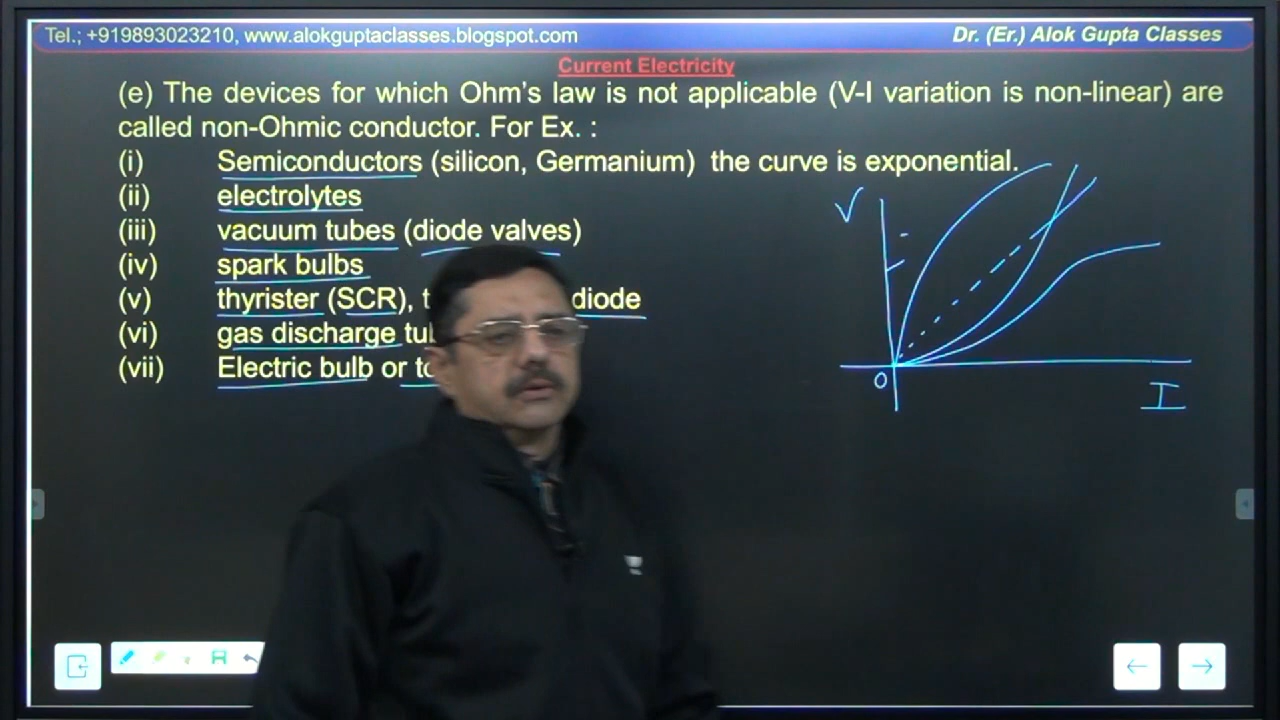 Tel.; +919893023210, www.alokguptaclasses.blogspot.com Dr. (Er.) Alok Gupta Classes
Current Electricity
(e) The devices for which Ohm's law is not applicable (V-I variation is non-linear) are
called non-Ohmic conductor. For Ex. :
(i) Semiconductors (silicon, Germanium) the curve is exponential.
(ii) electrolytes
(iii) vacuum tubes (diode valves)
(iv) spark bulbs
(v) thyrister (SCR), diode
(vi) gas discharge
(vii) Electric bulb or
V
O
I